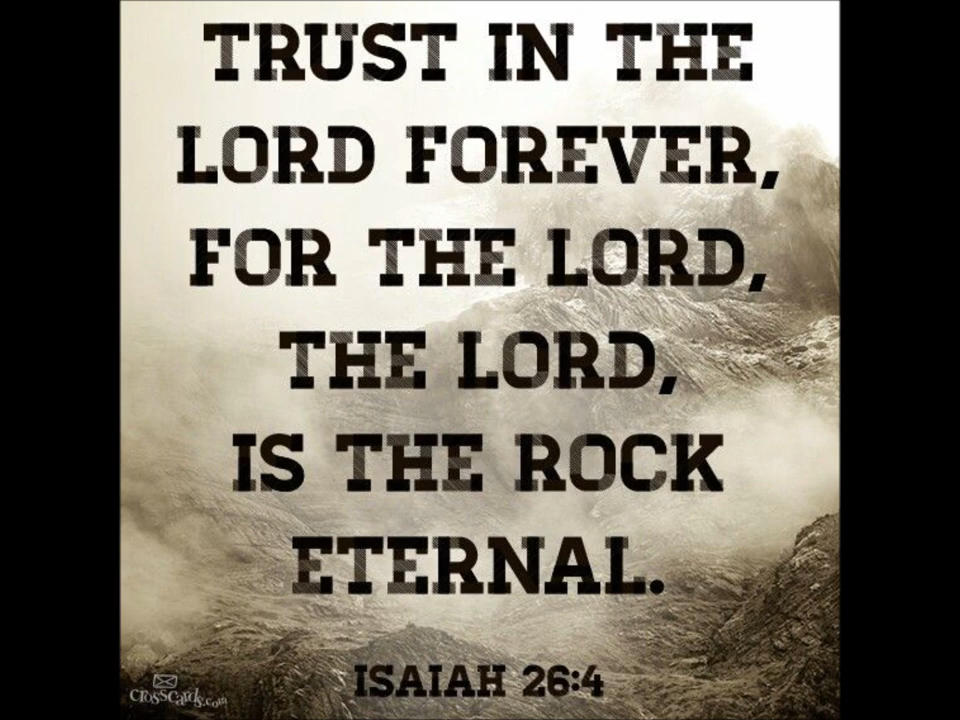 TRUST IN THE
LORD FOREVER,
FOR THE LORD,
THE LORD,
IS THE ROCK
ETERNAL.
ISAIAH 26:4
crosscards.com